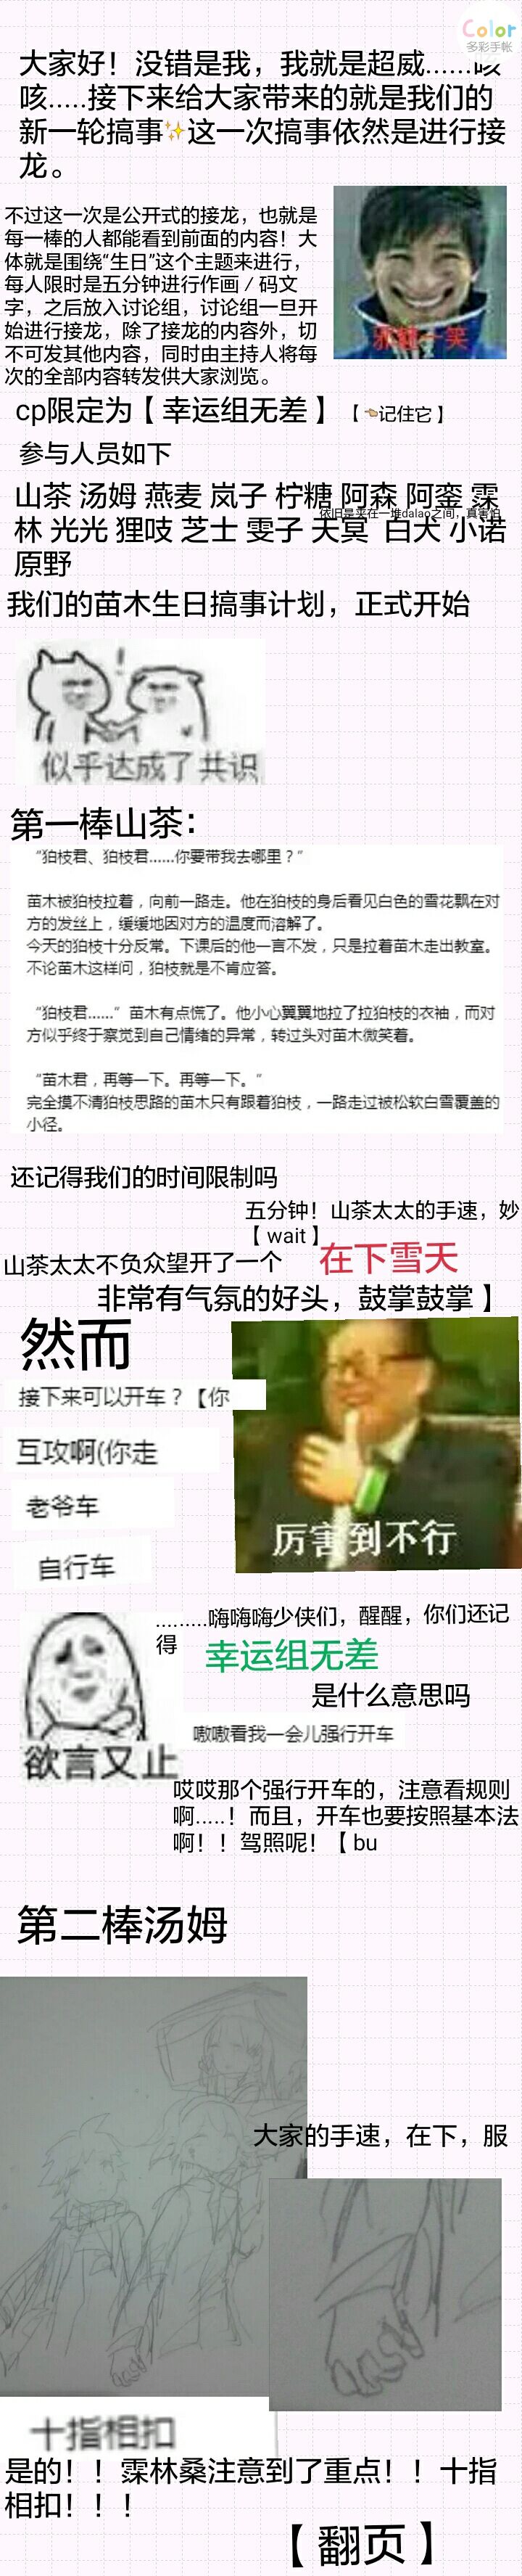 Color
多彩手帐
大家好！没错是我，我就是超威......咳
咳.....接下来给大家带来的就是我们的
新一轮搞事✨这一次搞事依然是进行接
龙。
不过这一次是公开式的接龙，也就是
每一棒的人都能看到前面的内容！大
体就是围绕“生日”这个主题来进行，
每人限时是五分钟进行作画 / 码文
字，之后放入讨论组，讨论组一旦开
始进行接龙，除了接龙的内容外，切
不可发其他内容，同时由主持人将每
次的全部内容转发供大家浏览。
邪魅一笑
cp限定为【 幸运组无差 】 【 👈记住它 】
参与人员如下
山茶 汤姆 燕麦 岚子 柠糖 阿森 阿銮 霂
依旧是夹在一堆dalao之间，真害怕
林 光光 狸吱 芝士 雯子 天冥 白犬 小诺
原野
我们的苗木生日搞事计划，正式开始
！
似乎达成了共识
第一棒山茶：
“狛枝君、狛枝君......你要带我去哪里？”
苗木被狛枝拉着，向前一路走。他在狛枝的身后看见白色的雪花飘在对
方的发丝上，缓缓地因对方的温度而溶解了。
今天的狛枝十分反常。下课后的他一言不发，只是拉着苗木走出教室。
不论苗木这样问，狛枝就是不肯应答。
“狛枝君......”苗木有点慌了。他小心翼翼地拉了拉狛枝的衣袖，而对
方似乎终于察觉到自己情绪的异常，转过头对苗木微笑着。
“苗木君，再等一下。再等一下。”
完全摸不清狛枝思路的苗木只有跟着狛枝，一路走过被松软白雪覆盖的
小径。
还记得我们的时间限制吗
五分钟！山茶太太的手速，妙
【 wait 】
山茶太太不负众望开了一个 在下雪天
非常有气氛的好头，鼓掌鼓掌 】
然而
接下来可以开车？【你
互攻啊(你走
老爷车
自行车
厉害到不行
.........嗨嗨嗨少侠们，醒醒，你们还记
得 幸运组无差
是什么意思吗
嗷嗷看我一会儿强行开车
欲言又止
哎哎那个强行开车的，注意看规则
啊.....！而且，开车也要按照基本法
啊！！驾照呢！【 bu
第二棒汤姆
大家的手速，在下，服
十指相扣
是的！！霂林桑注意到了重点！！十指
相扣！！！
【 翻页 】